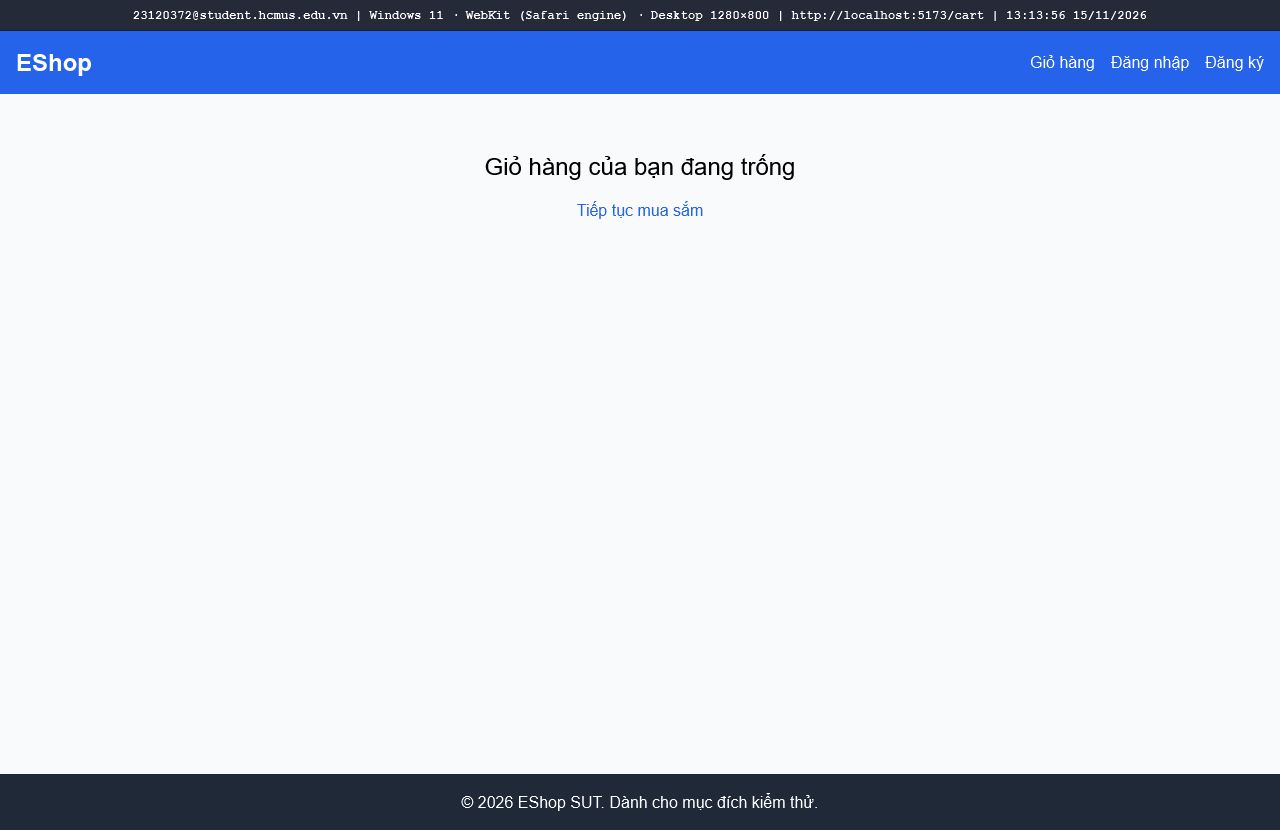 23120372@student.hcmus.edu.vn | Windows 11 · WebKit (Safari engine) · Desktop 1280×800 | http://localhost:5173/cart | 13:13:56 15/11/2026
EShop
Giỏ hàng Đăng nhập Đăng ký
Giỏ hàng của bạn đang trống
Tiếp tục mua sắm
© 2026 EShop SUT. Dành cho mục đích kiểm thử.